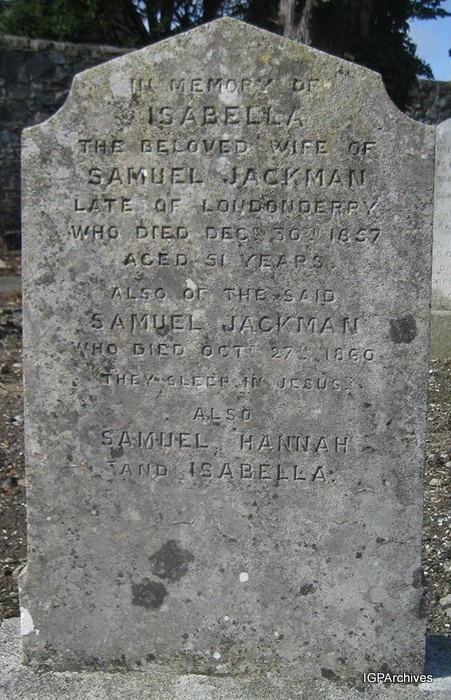 IN MEMORY OF
ISABELLA
THE BELOVED WIFE OF
SAMUEL JACKMAN
LATE OF LONDONDERRY
WHO DIED DECR 30TH 1857
AGED 51 YEARS.
ALSO OF THE SAID
SAMUEL JACKMAN
WHO DIED OCTR 27TH 1860
THEY SLEEP IN JESUS.
ALSO
SAMUEL, HANNAH
AND ISABELLA.
IGPArchives